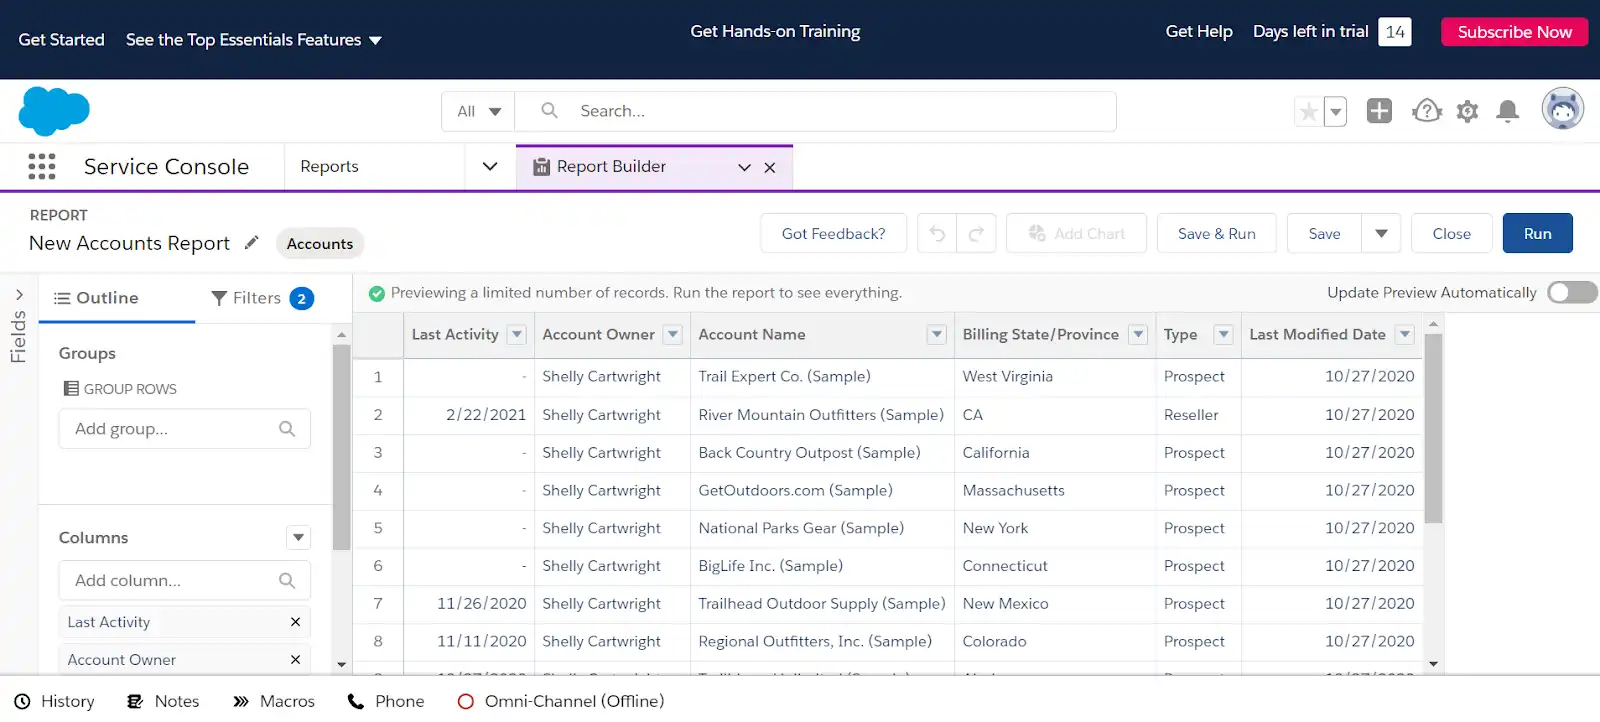 Get Started See the Top Essentials Features Get Hands-on Training Get Help Days left in trial 14 Subscribe Now
All Search...
Service Console Reports Report Builder
REPORT
New Accounts Report Accounts Got Feedback? Add Chart Save & Run Save Close Run
Fields
Outline Filters 2
Previewing a limited number of records. Run the report to see everything. Update Preview Automatically
Groups
GROUP ROWS
Add group...
Columns
Add column...
Last Activity
Account Owner
Last Activity Account Owner Account Name Billing State/Province Type Last Modified Date
1 - Shelly Cartwright Trail Expert Co. (Sample) West Virginia Prospect 10/27/2020
2 2/22/2021 Shelly Cartwright River Mountain Outfitters (Sample) CA Reseller 10/27/2020
3 - Shelly Cartwright Back Country Outpost (Sample) California Prospect 10/27/2020
4 - Shelly Cartwright GetOutdoors.com (Sample) Massachusetts Prospect 10/27/2020
5 - Shelly Cartwright National Parks Gear (Sample) New York Prospect 10/27/2020
6 - Shelly Cartwright BigLife Inc. (Sample) Connecticut Prospect 10/27/2020
7 11/26/2020 Shelly Cartwright Trailhead Outdoor Supply (Sample) New Mexico Prospect 10/27/2020
8 11/11/2020 Shelly Cartwright Regional Outfitters, Inc. (Sample) Colorado Prospect 10/27/2020
History Notes Macros Phone Omni-Channel (Offline)